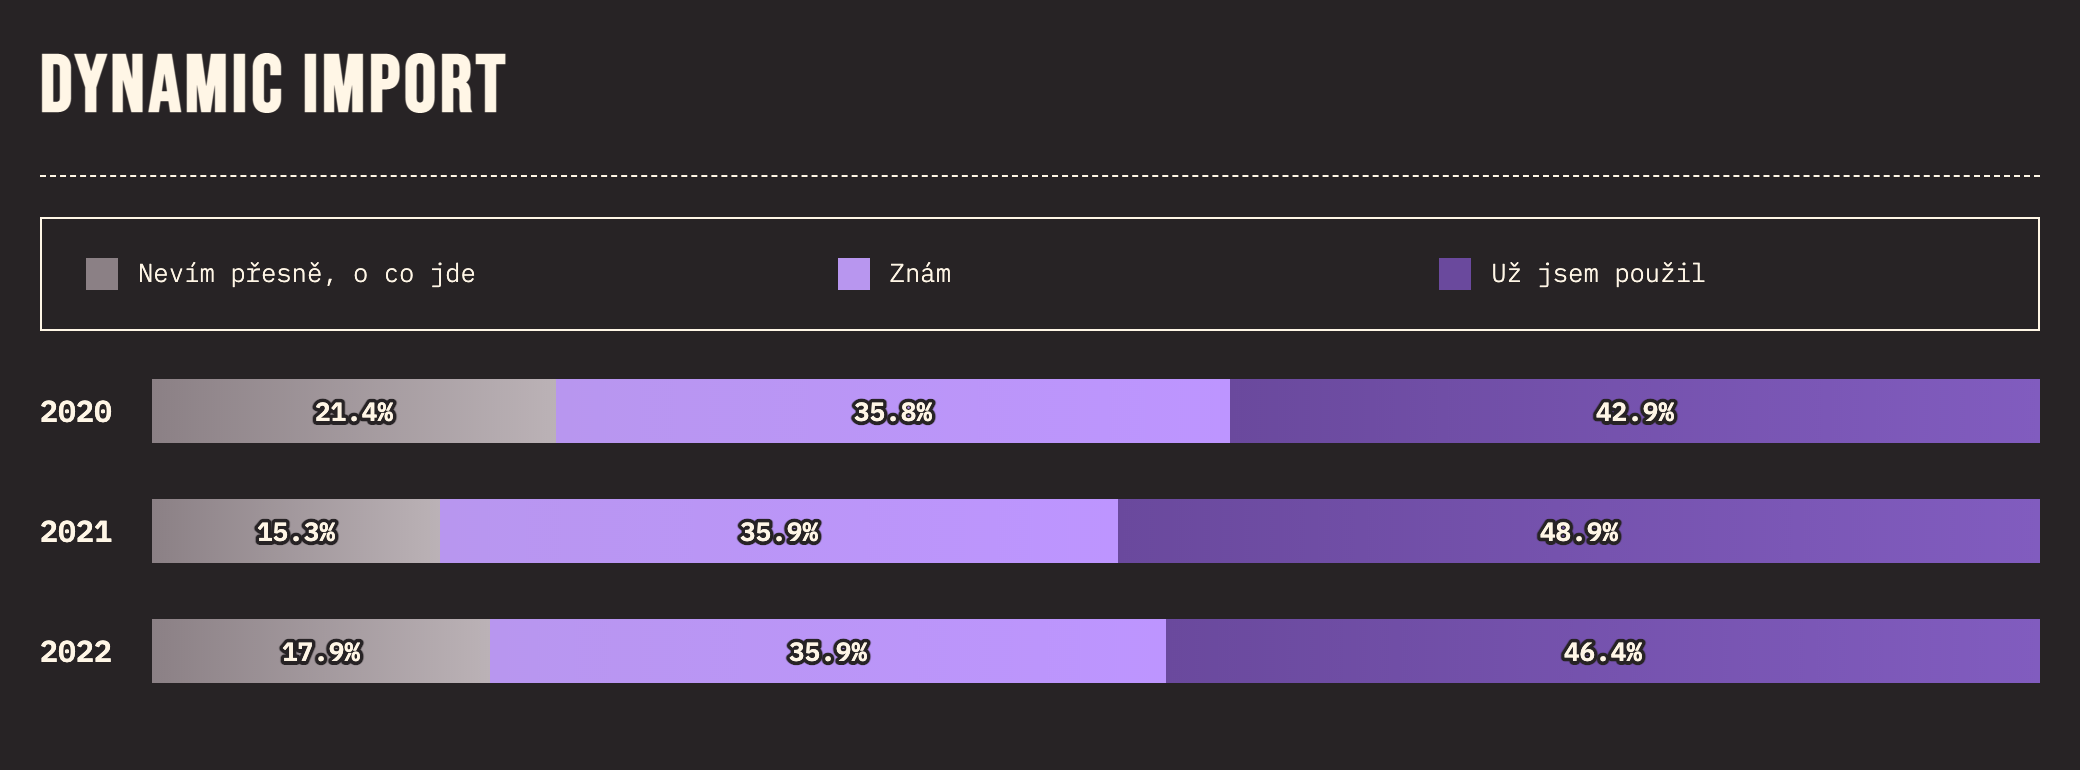 DYNAMIC IMPORT
Nevím přesně, o co jde Znám Už jsem použil
2020 21.4% 35.8% 42.9%
2021 15.3% 35.9% 48.9%
2022 17.9% 35.9% 46.4%